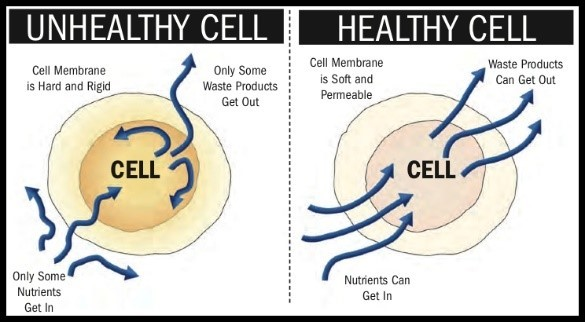 UNHEALTHY CELL
Cell Membrane
is Hard and Rigid
Only Some
Waste Products
Get Out
CELL
Only Some
Nutrients
Get In
HEALTHY CELL
Cell Membrane
is Soft and
Permeable
Waste Products
Can Get Out
CELL
Nutrients Can
Get In